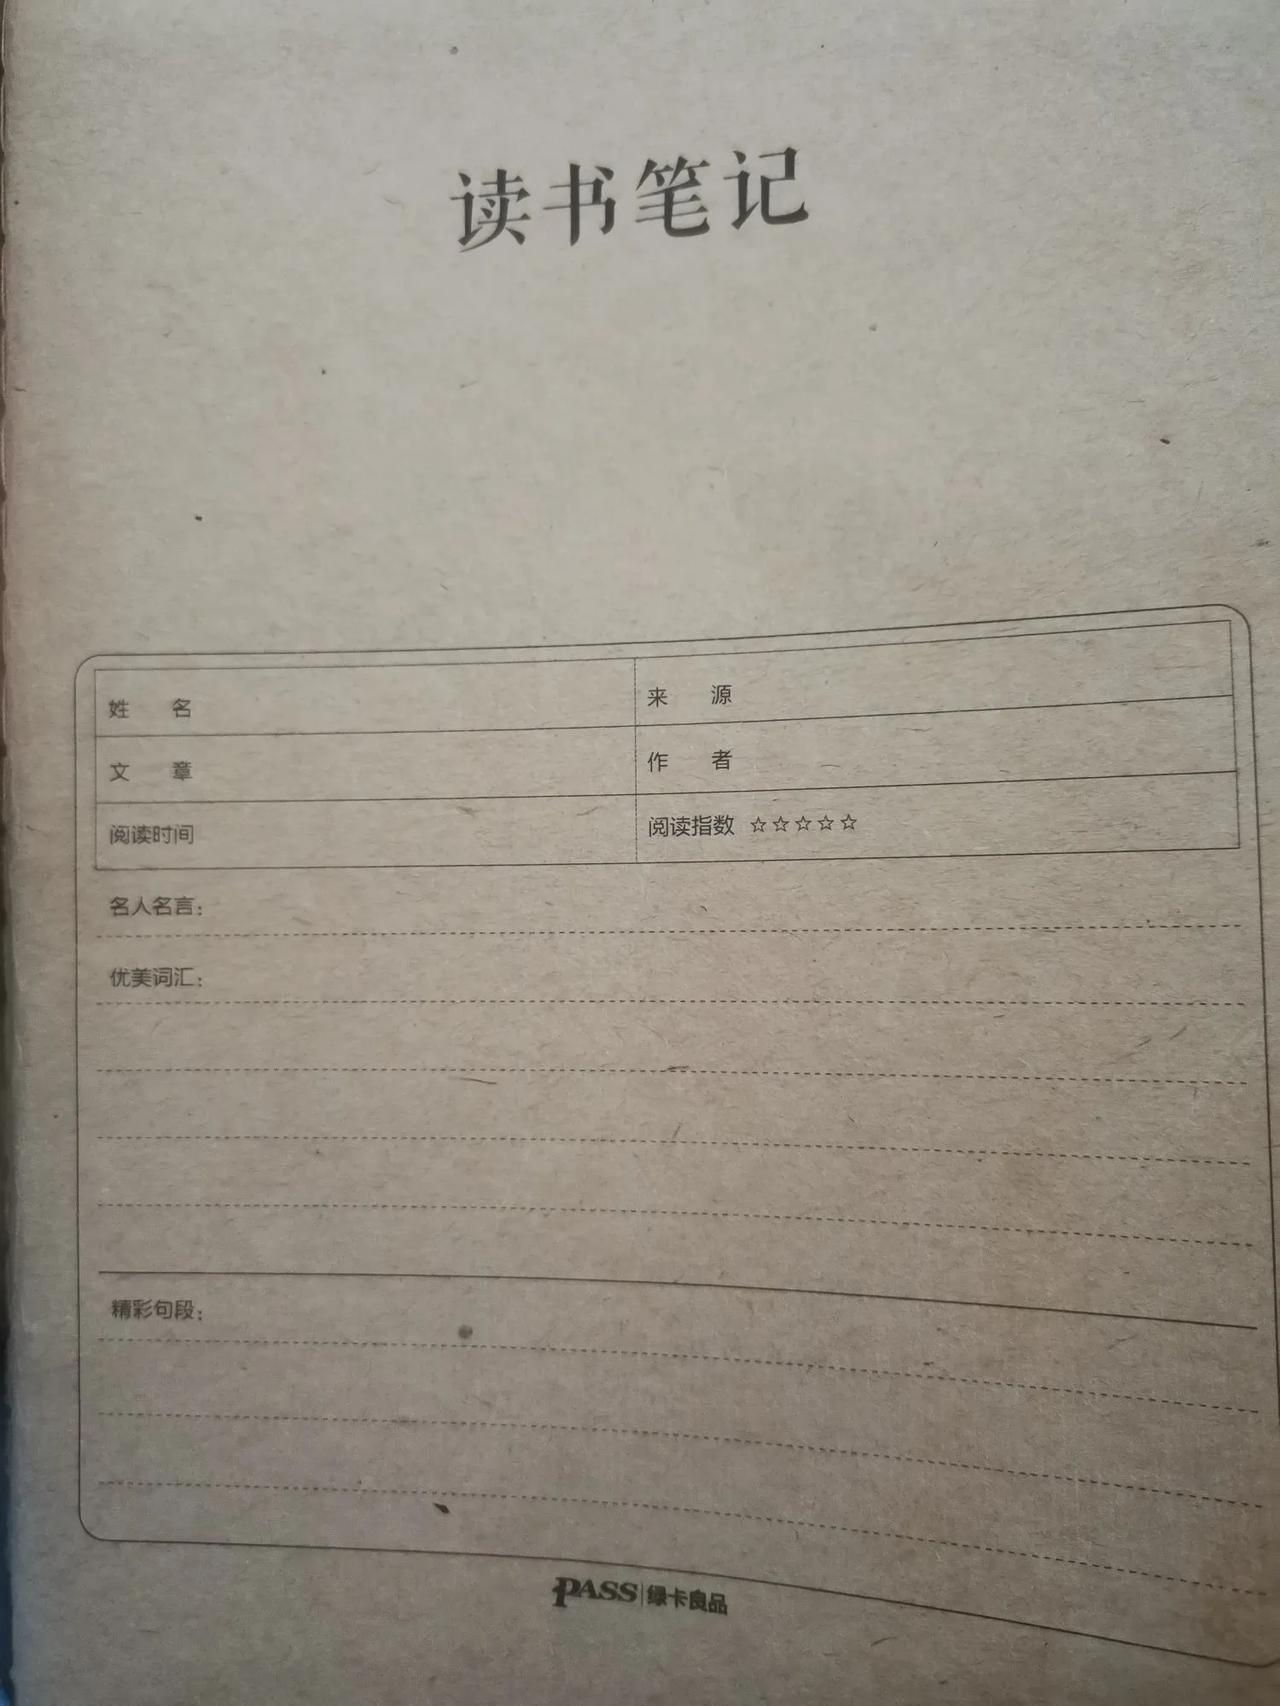 读书笔记
姓 名 来 源
文 章 作 者
阅读时间 阅读指数 ☆☆☆☆☆
名人名言：
优美词汇：
精彩句段：
PASS 绿卡良品